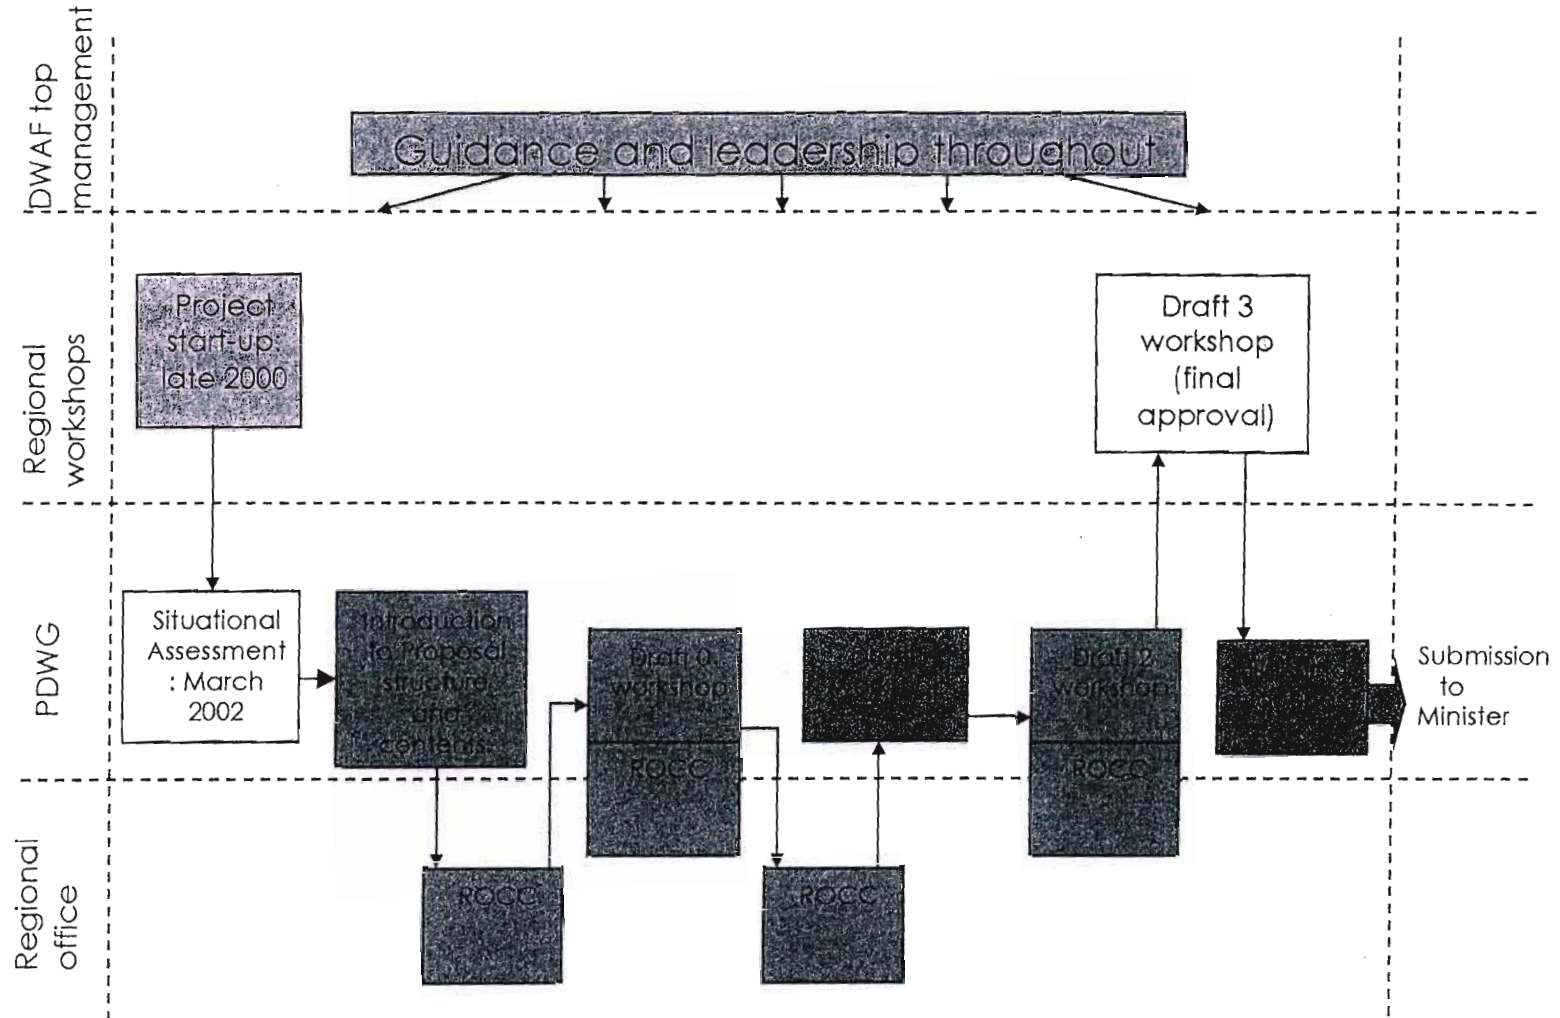 DWAF top
management
Guidance and leadership throughout
Regional
workshops
Project
start-up:
late 2000
Draft 3
workshop
(final
approval)
PDWG
Situational
Assessment
: March
2002
Introduction
to Proposal
structure
and
contents
Draft 0
workshop
ROCC
Draft 2
workshop
ROCC
Submission
to
Minister
Regional
office
ROCC
ROCC